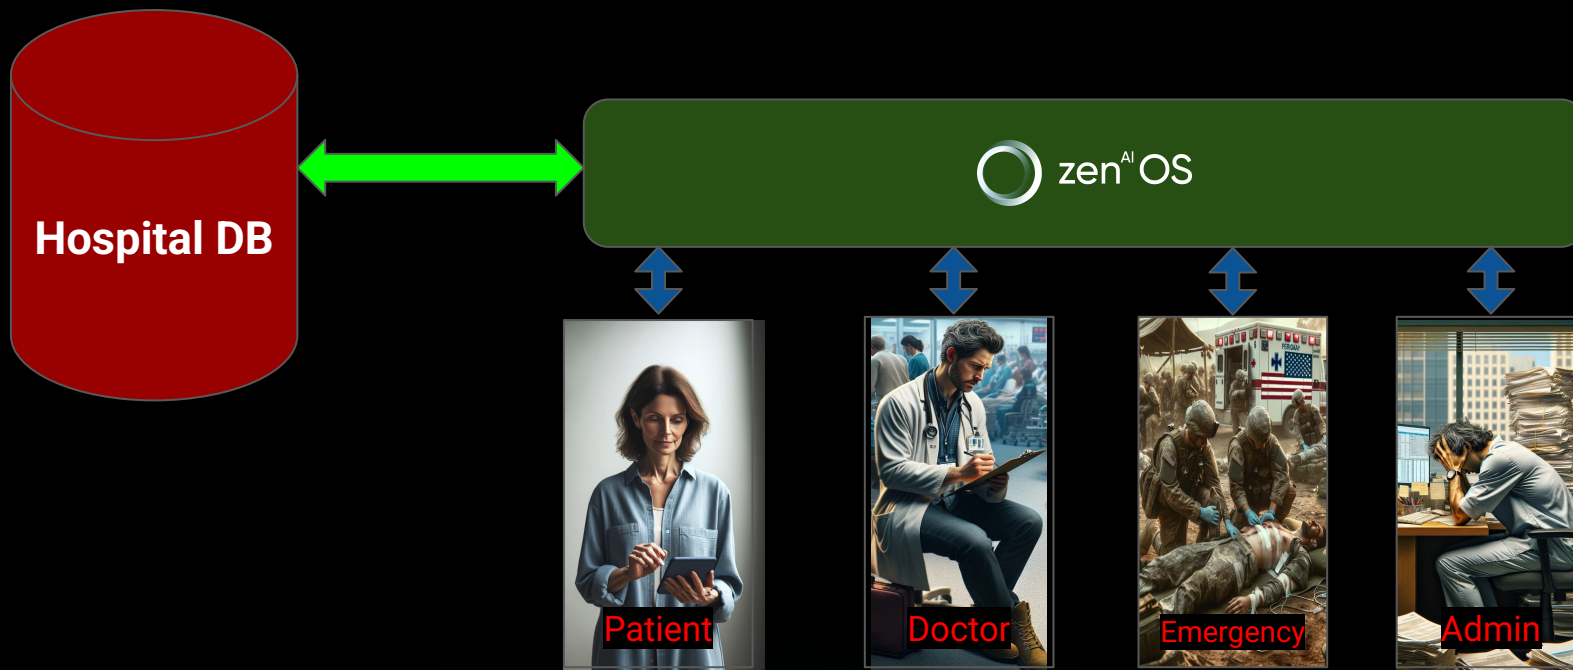 Hospital DB
zen AI OS
Patient
Doctor
Emergency
Admin